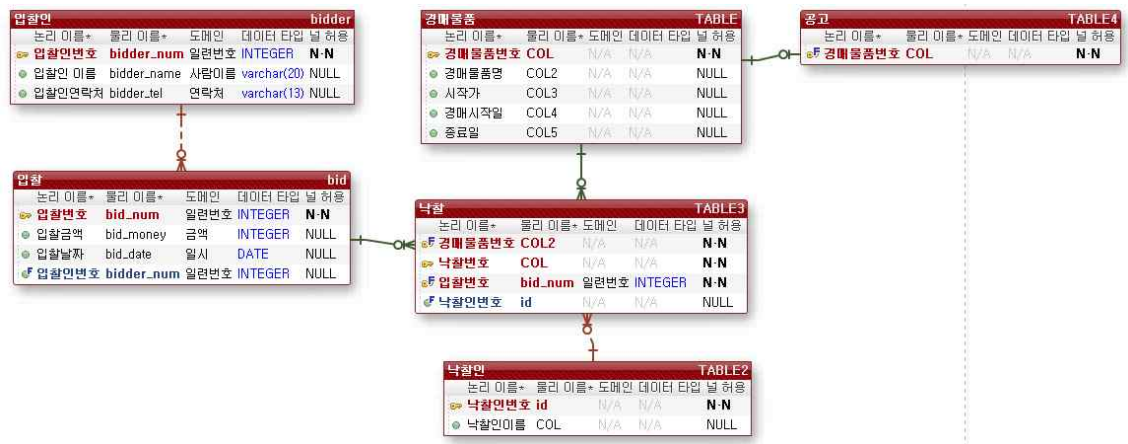 입찰인 bidder
논리 이름* 물리 이름* 도메인 데이터 타입 널 허용
입찰인번호 bidder_num 일련번호 INTEGER N-N
입찰인 이름 bidder_name 사람이름 varchar(20) NULL
입찰인연락처 bidder_tel 연락처 varchar(13) NULL
경매물품 TABLE
논리 이름* 물리 이름* 도메인 데이터 타입 널 허용
경매물품번호 COL N/A N/A N-N
경매물품명 COL2 N/A N/A NULL
시작가 COL3 N/A N/A NULL
경매시작일 COL4 N/A N/A NULL
종료일 COL5 N/A N/A NULL
공고 TABLE4
논리 이름* 물리 이름* 도메인 데이터 타입 널 허용
경매물품번호 COL N/A N/A N-N
입찰 bid
논리 이름* 물리 이름* 도메인 데이터 타입 널 허용
입찰번호 bid_num 일련번호 INTEGER N-N
입찰금액 bid_money 금액 INTEGER NULL
입찰날짜 bid_date 일시 DATE NULL
입찰인번호 bidder_num 일련번호 INTEGER NULL
낙찰 TABLE3
논리 이름* 물리 이름* 도메인 데이터 타입 널 허용
경매물품번호 COL2 N/A N/A N-N
낙찰번호 COL N/A N/A N-N
입찰번호 bid_num 일련번호 INTEGER N-N
낙찰인번호 id N/A N/A NULL
낙찰인 TABLE2
논리 이름* 물리 이름* 도메인 데이터 타입 널 허용
낙찰인번호 id N/A N/A N-N
낙찰인이름 COL N/A N/A NULL